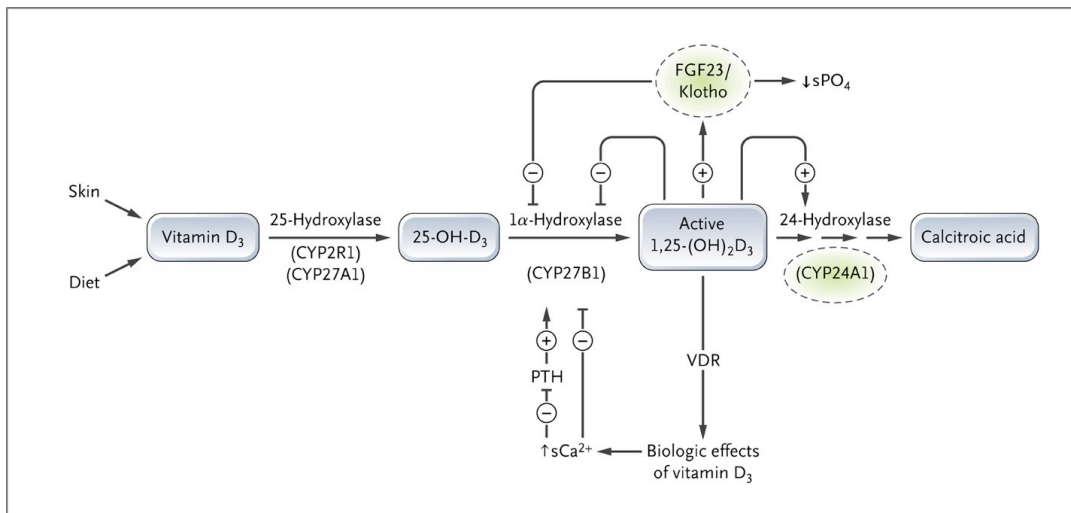 FGF23/
Klotho
↓sPO₄
−
−
+
+
Skin
Diet
Vitamin D₃
25-Hydroxylase
(CYP2R1)
(CYP27A1)
25-OH-D₃
1α-Hydroxylase
(CYP27B1)
Active
1,25-(OH)₂D₃
24-Hydroxylase
(CYP24A1)
Calcitroic acid
+
−
PTH
−
VDR
↑sCa²⁺
Biologic effects
of vitamin D₃